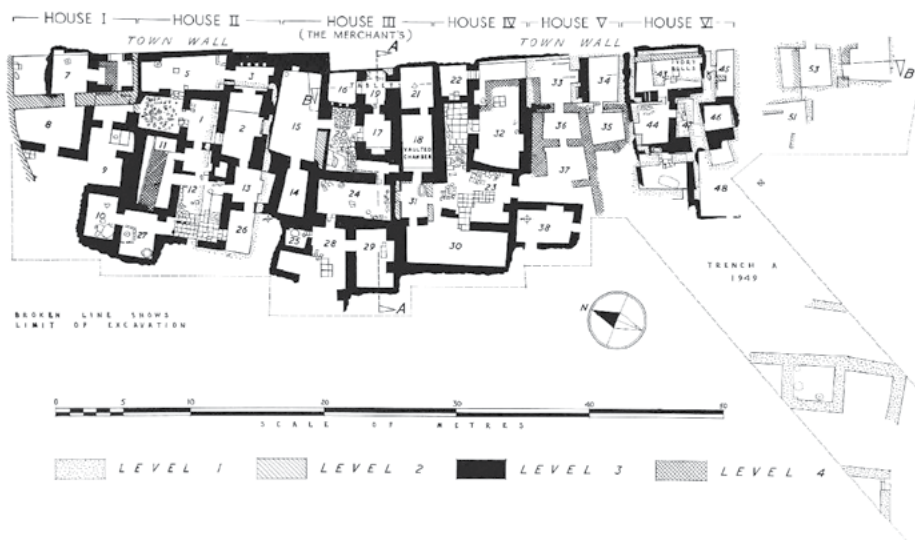 HOUSE I HOUSE II HOUSE III HOUSE IV HOUSE V HOUSE VI
(THE MERCHANT'S)
TOWN WALL TOWN WALL
A
B
7 5 3 16 19 21 22 33 34 43 45 53
IVORY BULL
8 1 2 15 17 18 32 36 35 44 47 46 51
VAULTED CHAMBER
9 11 12 13 14 24 31 23 37 48
10 27 26 25 28 29 30 38
A
B
TRENCH A
1949
BROKEN LINE SHOWS
LIMIT OF EXCAVATION
N
0 5 10 20 30 40 50
SCALE OF METRES
LEVEL 1 LEVEL 2 LEVEL 3 LEVEL 4